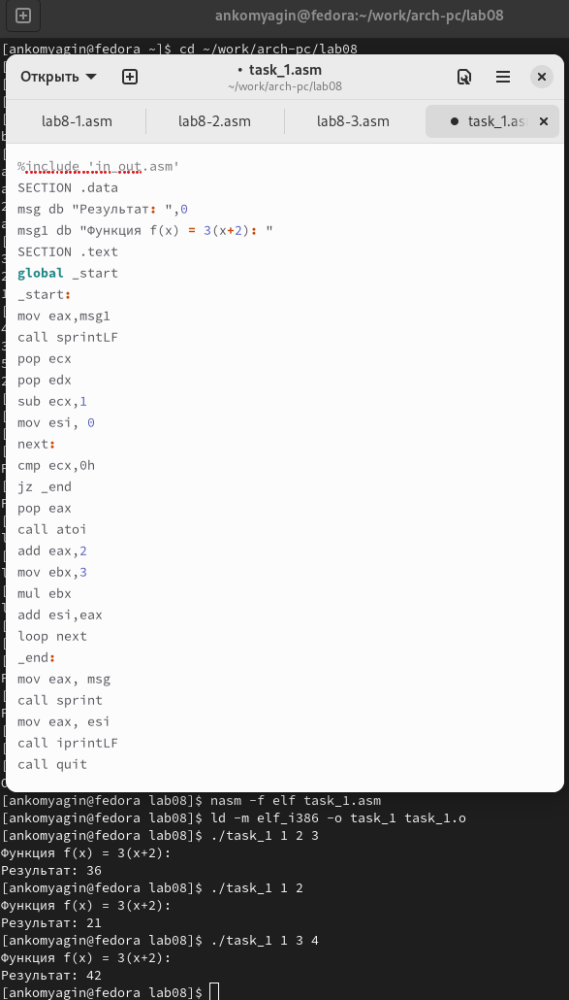 ankomyagin@fedora:~/work/arch-pc/lab08
[ankomyagin@fedora ~]$ cd ~/work/arch-pc/lab08
Открыть
• task_1.asm
~/work/arch-pc/lab08
lab8-1.asm lab8-2.asm lab8-3.asm ● task_1.as
%include 'in_out.asm'
SECTION .data
msg db "Результат: ",0
msg1 db "Функция f(x) = 3(x+2): "
SECTION .text
global _start
_start:
mov eax,msg1
call sprintLF
pop ecx
pop edx
sub ecx,1
mov esi, 0
next:
cmp ecx,0h
jz _end
pop eax
call atoi
add eax,2
mov ebx,3
mul ebx
add esi,eax
loop next
_end:
mov eax, msg
call sprint
mov eax, esi
call iprintLF
call quit
[ankomyagin@fedora lab08]$ nasm -f elf task_1.asm
[ankomyagin@fedora lab08]$ ld -m elf_i386 -o task_1 task_1.o
[ankomyagin@fedora lab08]$ ./task_1 1 2 3
Функция f(x) = 3(x+2):
Результат: 36
[ankomyagin@fedora lab08]$ ./task_1 1 2
Функция f(x) = 3(x+2):
Результат: 21
[ankomyagin@fedora lab08]$ ./task_1 1 3 4
Функция f(x) = 3(x+2):
Результат: 42
[ankomyagin@fedora lab08]$